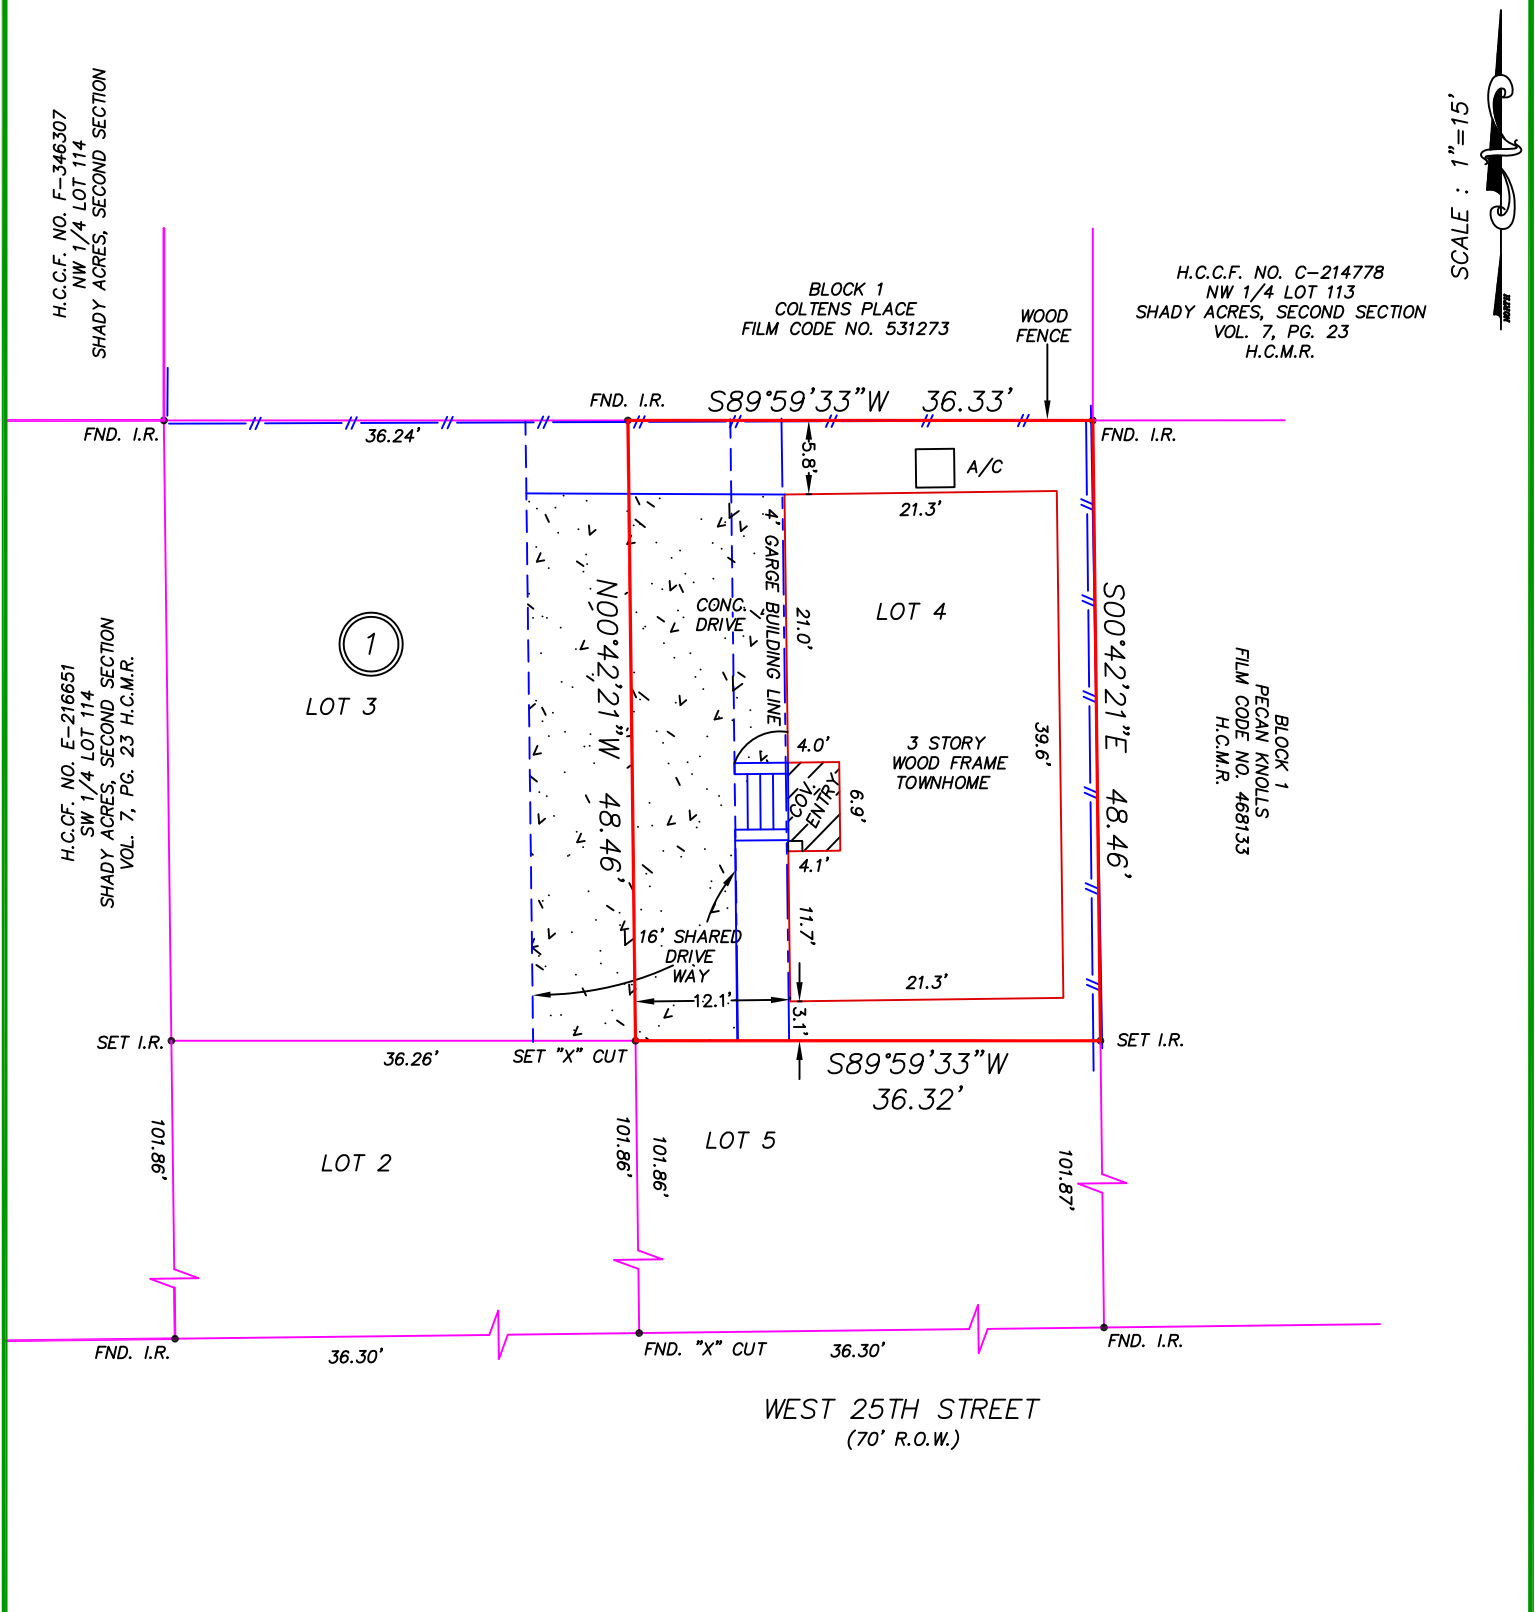 H.C.C.F. NO. F-346307
NW 1/4 LOT 114
SHADY ACRES, SECOND SECTION
SCALE : 1"=15'
BLOCK 1
COLTENS PLACE
FILM CODE NO. 531273
WOOD
FENCE
H.C.C.F. NO. C-214778
NW 1/4 LOT 113
SHADY ACRES, SECOND SECTION
VOL. 7, PG. 23
H.C.M.R.
FND. I.R.
S89°59'33"W 36.33'
FND. I.R.
36.24'
FND. I.R.
5.8'
A/C
21.3'
4' GARGE BUILDING LINE
CONC.
DRIVE
21.0'
LOT 4
N00°42'21"W 48.46'
S00°42'21"E 48.46'
1
LOT 3
H.C.CF. NO. E-216651
SW 1/4 LOT 114
SHADY ACRES, SECOND SECTION
VOL. 7, PG. 23 H.C.M.R.
BLOCK 1
PECAN KNOLLS
FILM CODE NO. 468133
H.C.M.R.
3 STORY
WOOD FRAME
TOWNHOME
39.6'
4.0'
COV.
ENTRY
6.9'
4.1'
11.7'
16' SHARED
DRIVE
WAY
12.1'
21.3'
3.1'
SET I.R.
36.26'
SET "X" CUT
S89°59'33"W
36.32'
SET I.R.
101.86'
101.86'
101.86'
101.87'
LOT 2
LOT 5
FND. I.R.
36.30'
FND. "X" CUT
36.30'
FND. I.R.
WEST 25TH STREET
(70' R.O.W.)